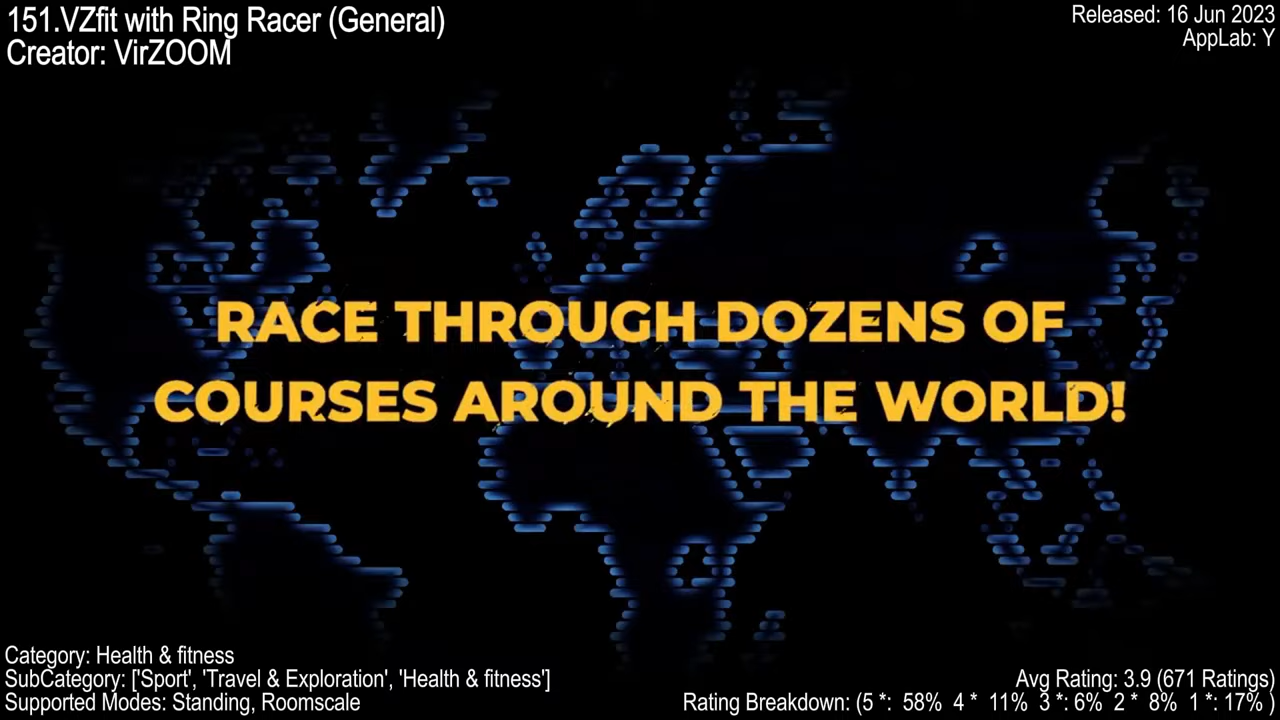 151.VZfit with Ring Racer (General)
Creator: VirZOOM
Released: 16 Jun 2023
AppLab: Y
RACE THROUGH DOZENS OF
COURSES AROUND THE WORLD!
Category: Health & fitness
SubCategory: ['Sport', 'Travel & Exploration', 'Health & fitness']
Supported Modes: Standing, Roomscale
Avg Rating: 3.9 (671 Ratings)
Rating Breakdown: (5 *: 58% 4 * 11% 3 *: 6% 2 * 8% 1 *: 17% )